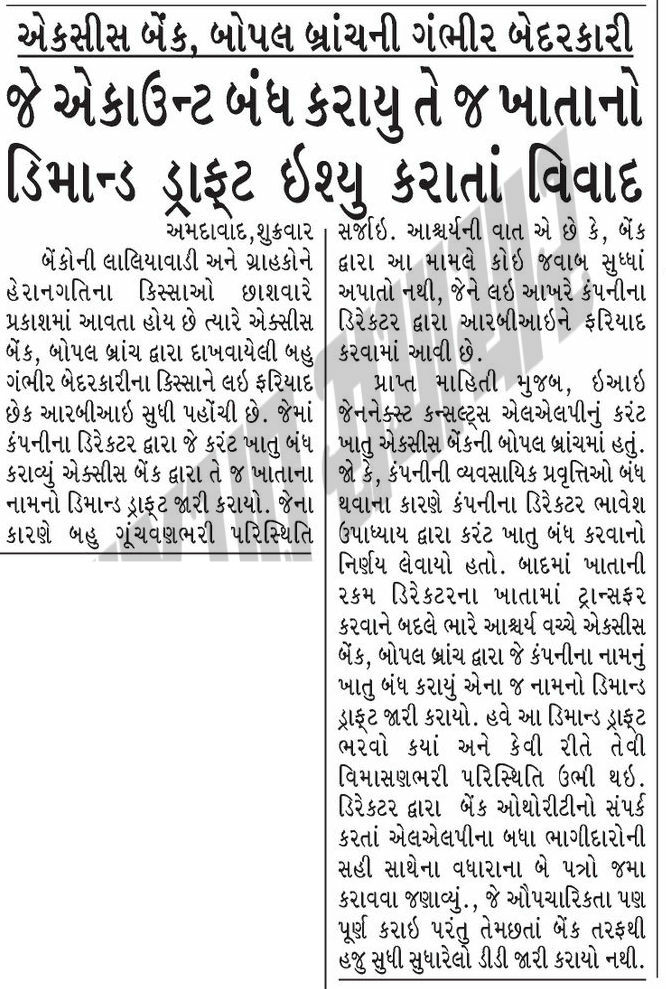 એકસીસ બેંક, બોપલ બ્રાંચની ગંભીર બેદરકારી
જે એકાઉન્ટ બંધ કરાયુ તે જ ખાતાનો
ડિમાન્ડ ડ્રાફ્ટ ઇશ્યુ કરાતાં વિવાદ
અમદાવાદ,શુક્રવાર
બેંકોની લાલિયાવાડી અને ગ્રાહકોને
હેરાનગતિના કિસ્સાઓ છાશવારે
પ્રકાશમાં આવતા હોય છે ત્યારે એક્સીસ
બેંક, બોપલ બ્રાંચ દ્વારા દાખવાયેલી બહુ
ગંભીર બેદરકારીના કિસ્સાને લઇ ફરિયાદ
છેક આરબીઆઇ સુધી પહોંચી છે. જેમાં
કંપનીના ડિરેક્ટર દ્વારા જે કરંટ ખાતુ બંધ
કરાવ્યું એક્સીસ બેંક દ્વારા તે જ ખાતાના
નામનો ડિમાન્ડ ડ્રાફ્ટ જારી કરાયો. જેના
કારણે બહુ ગૂંચવણભરી પરિસ્થિતિ
સર્જાઇ. આશ્ચર્યની વાત એ છે કે, બેંક
દ્વારા આ મામલે કોઇ જવાબ સુધ્ધાં
અપાતો નથી, જેને લઇ આખરે કંપનીના
ડિરેકટર દ્વારા આરબીઆઇને ફરિયાદ
કરવામાં આવી છે.
પ્રાપ્ત માહિતી મુજબ, ઇઆઇ
જેનનેક્સ્ટ કન્સલ્ટ્સ એલએલપીનું કરંટ
ખાતુ એક્સીસ બેંકની બોપલ બ્રાંચમાં હતું.
જો કે, કંપનીની વ્યવસાયિક પ્રવૃત્તિઓ બંધ
થવાના કારણે કંપનીના ડિરેક્ટર ભાવેશ
ઉપાધ્યાય દ્વારા કરંટ ખાતુ બંધ કરવાનો
નિર્ણય લેવાયો હતો. બાદમાં ખાતાની
રકમ ડિરેક્ટરના ખાતામાં ટ્રાન્સફર
કરવાને બદલે ભારે આશ્ચર્ય વચ્ચે એકસીસ
બેંક, બોપલ બ્રાંચ દ્વારા જે કંપનીના નામનું
ખાતુ બંધ કરાયું એના જ નામનો ડિમાન્ડ
ડ્રાફ્ટ જારી કરાયો. હવે આ ડિમાન્ડ ડ્રાફ્ટ
ભરવો કયાં અને કેવી રીતે તેવી
વિમાસણભરી પરિસ્થિતિ ઉભી થઇ.
ડિરેક્ટર દ્વારા બેંક ઓથોરીટીનો સંપર્ક
કરતાં એલએલપીના બધા ભાગીદારોની
સહી સાથેના વધારાના બે પત્રો જમા
કરાવવા જણાવ્યું., જે ઔપચારિકતા પણ
પૂર્ણ કરાઇ પરંતુ તેમછતાં બેંક તરફથી
હજુ સુધી સુધારેલો ડીડી જારી કરાયો નથી.